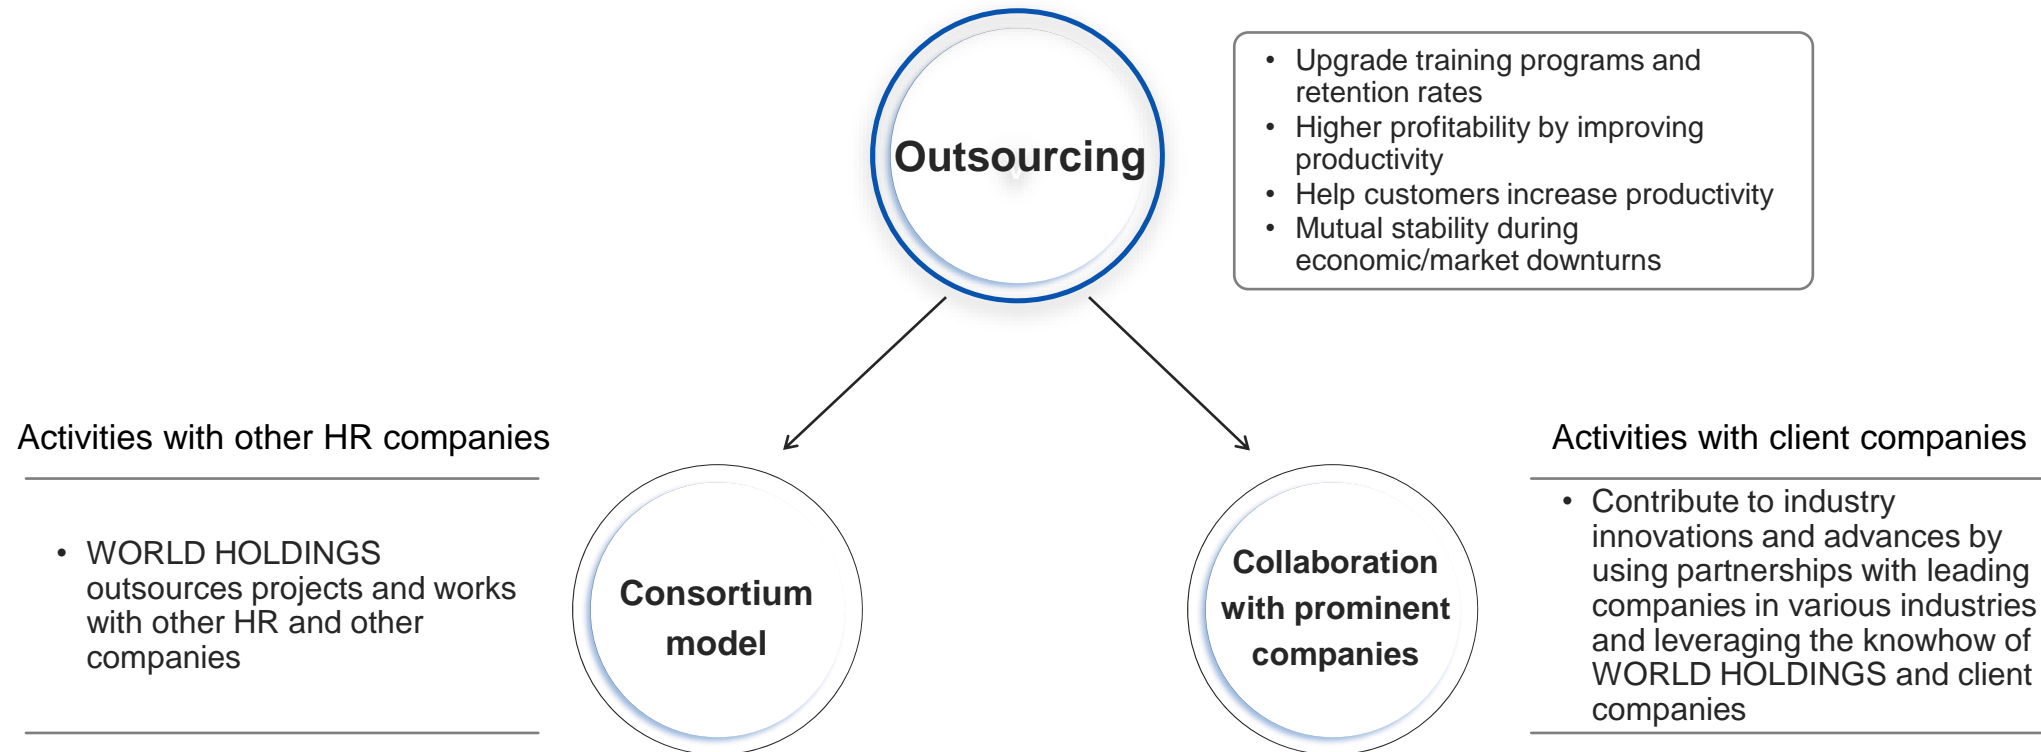 Outsourcing
• Upgrade training programs and
retention rates
• Higher profitability by improving
productivity
• Help customers increase productivity
• Mutual stability during
economic/market downturns
Activities with other HR companies
• WORLD HOLDINGS
outsources projects and works
with other HR and other
companies
Consortium
model
Collaboration
with prominent
companies
Activities with client companies
• Contribute to industry
innovations and advances by
using partnerships with leading
companies in various industries
and leveraging the knowhow of
WORLD HOLDINGS and client
companies